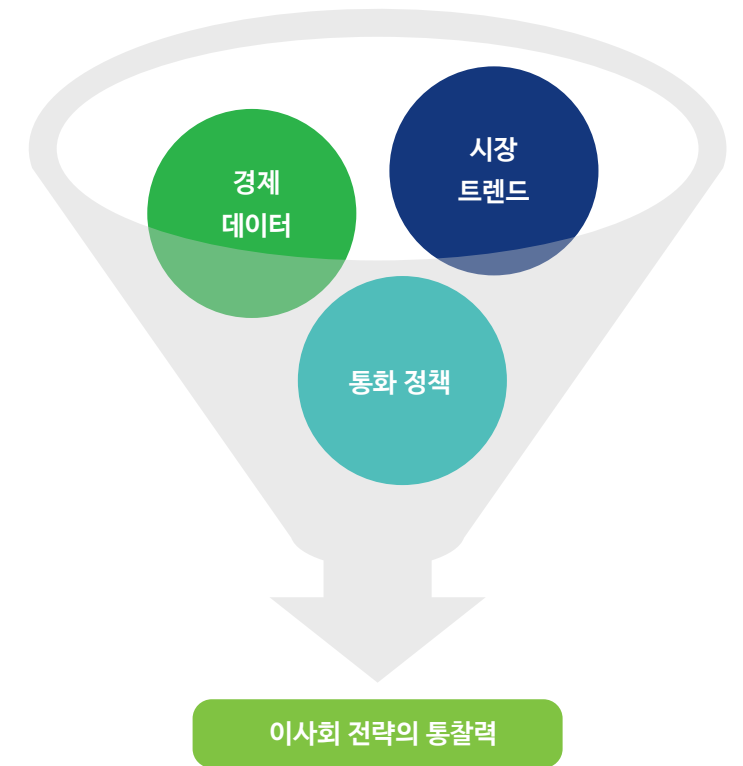 경제
데이터
시장
트렌드
통화 정책
이사회 전략의 통찰력